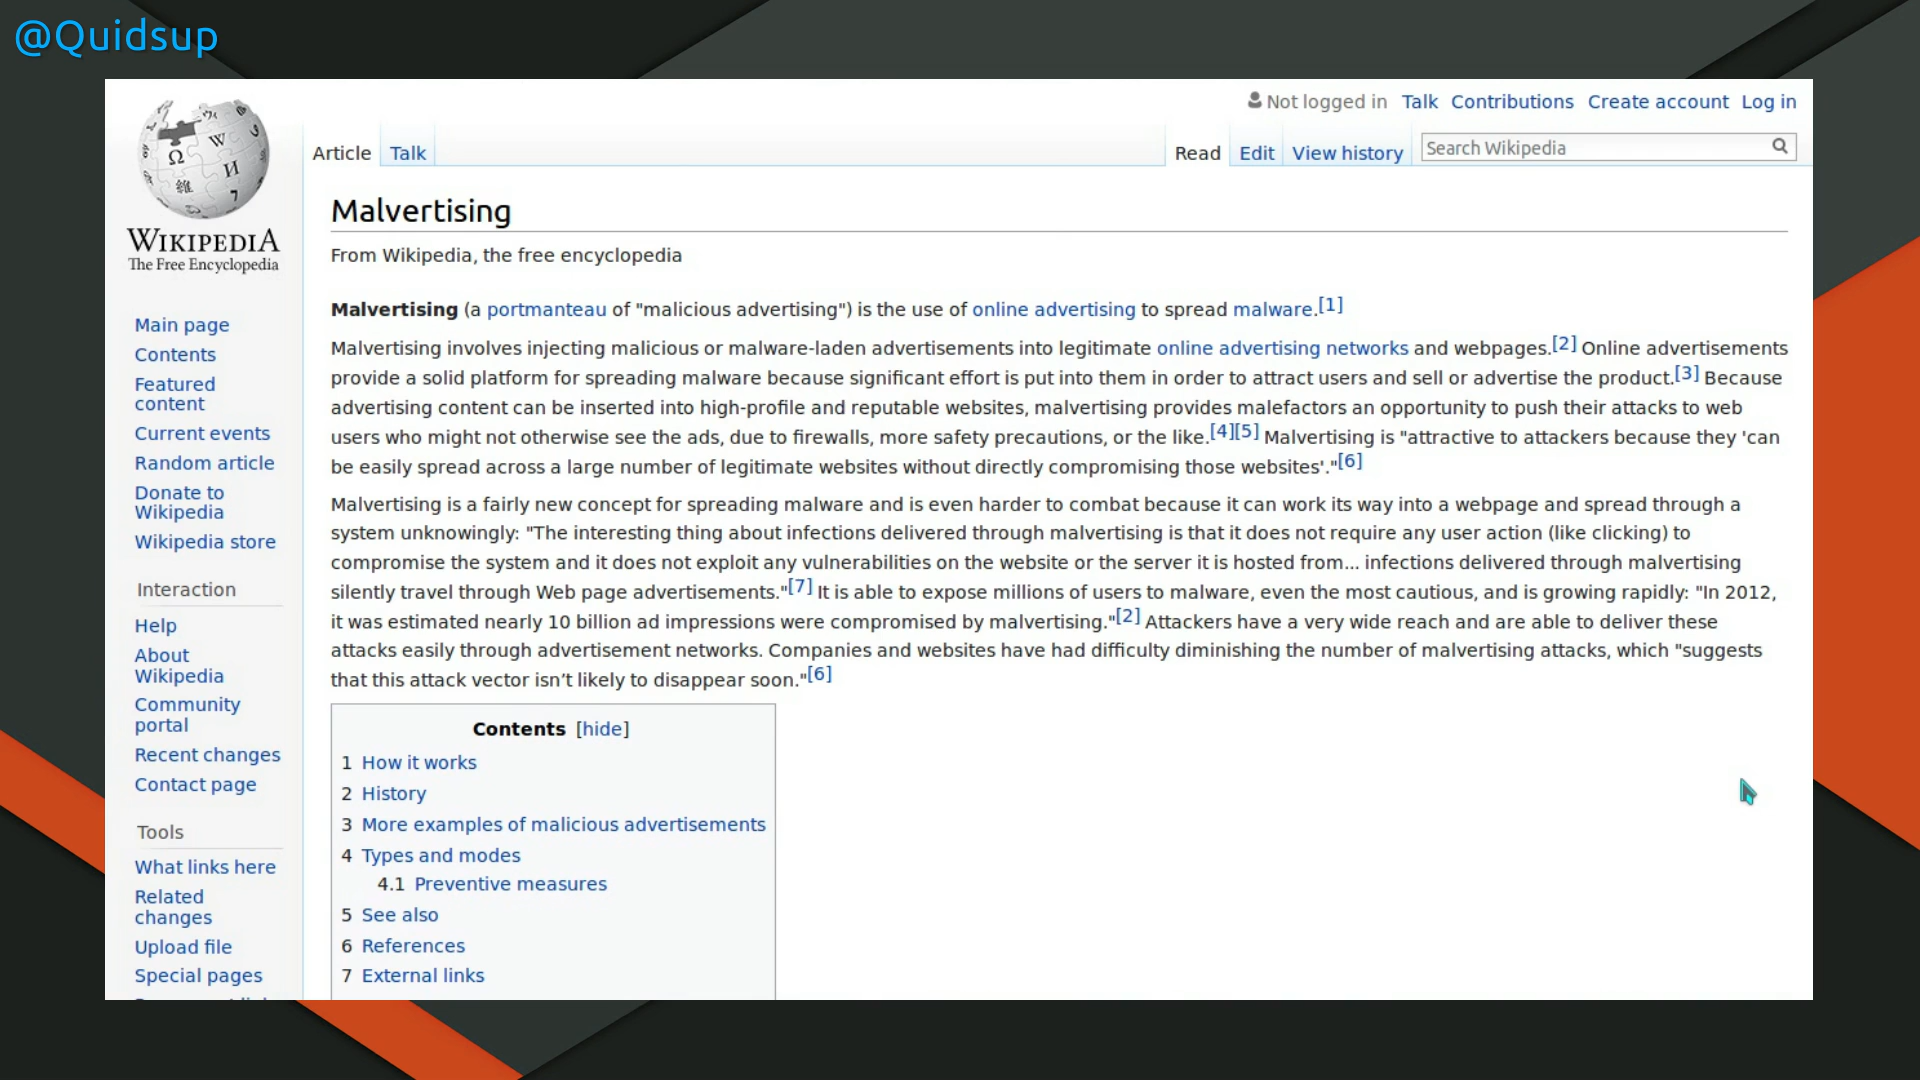 @Quidsup
Not logged in Talk Contributions Create account Log in
Article Talk Read Edit View history Search Wikipedia
WIKIPEDIA
The Free Encyclopedia
Main page
Contents
Featured
content
Current events
Random article
Donate to
Wikipedia
Wikipedia store
Interaction
Help
About
Wikipedia
Community
portal
Recent changes
Contact page
Tools
What links here
Related
changes
Upload file
Special pages
Malvertising
From Wikipedia, the free encyclopedia
Malvertising (a portmanteau of "malicious advertising") is the use of online advertising to spread malware.[1]
Malvertising involves injecting malicious or malware-laden advertisements into legitimate online advertising networks and webpages.[2] Online advertisements
provide a solid platform for spreading malware because significant effort is put into them in order to attract users and sell or advertise the product.[3] Because
advertising content can be inserted into high-profile and reputable websites, malvertising provides malefactors an opportunity to push their attacks to web
users who might not otherwise see the ads, due to firewalls, more safety precautions, or the like.[4][5] Malvertising is "attractive to attackers because they 'can
be easily spread across a large number of legitimate websites without directly compromising those websites'."[6]
Malvertising is a fairly new concept for spreading malware and is even harder to combat because it can work its way into a webpage and spread through a
system unknowingly: "The interesting thing about infections delivered through malvertising is that it does not require any user action (like clicking) to
compromise the system and it does not exploit any vulnerabilities on the website or the server it is hosted from... infections delivered through malvertising
silently travel through Web page advertisements."[7] It is able to expose millions of users to malware, even the most cautious, and is growing rapidly: "In 2012,
it was estimated nearly 10 billion ad impressions were compromised by malvertising."[2] Attackers have a very wide reach and are able to deliver these
attacks easily through advertisement networks. Companies and websites have had difficulty diminishing the number of malvertising attacks, which "suggests
that this attack vector isn’t likely to disappear soon."[6]
Contents [hide]
1 How it works
2 History
3 More examples of malicious advertisements
4 Types and modes
4.1 Preventive measures
5 See also
6 References
7 External links